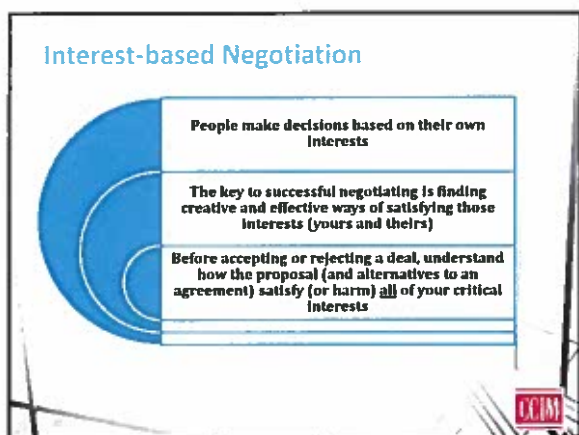 Interest-based Negotiation
People make decisions based on their own
interests
The key to successful negotiating is finding
creative and effective ways of satisfying those
interests (yours and theirs)
Before accepting or rejecting a deal, understand
how the proposal (and alternatives to an
agreement) satisfy (or harm) all of your critical
interests
CCIM